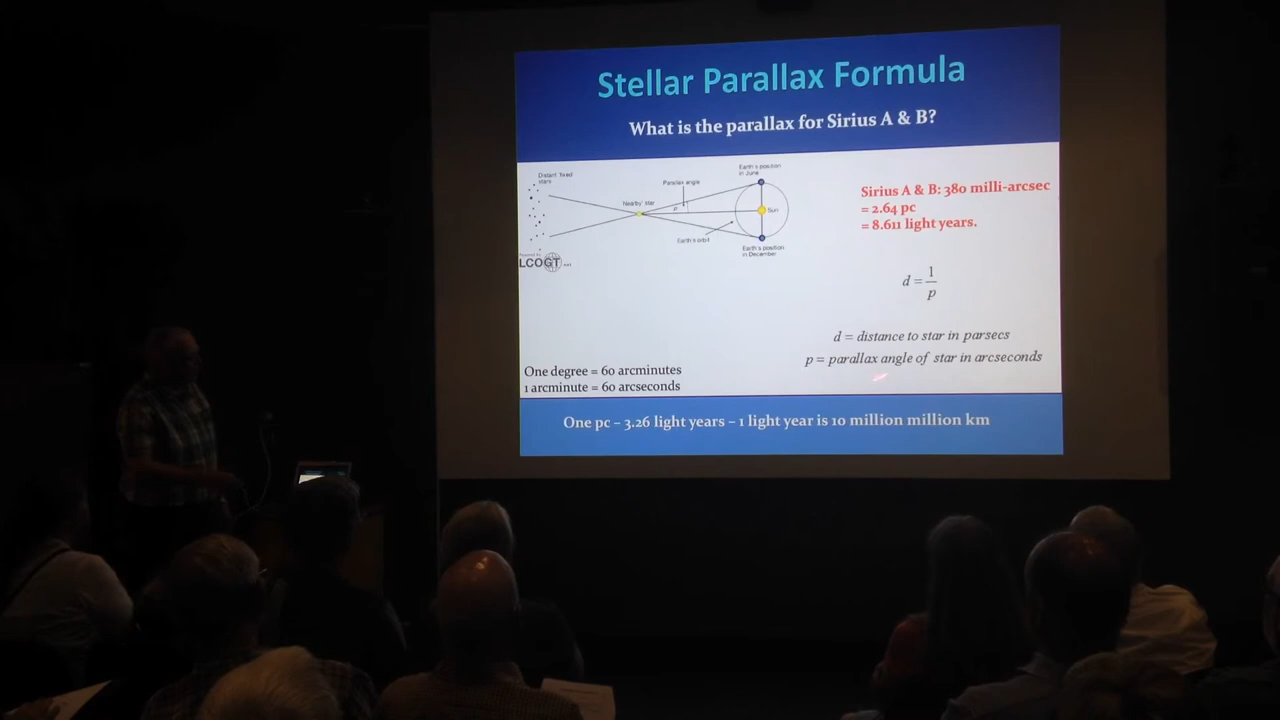 Stellar Parallax Formula
What is the parallax for Sirius A & B?
Distant fixed
stars
Nearby star
Parallax angle
p
Earth's position
in June
Sun
Earth's orbit
Earth's position
in December
LCOGT.net
Sirius A & B: 380 milli-arcsec
= 2.64 pc
= 8.611 light years.
d = 1
p
d = distance to star in parsecs
p = parallax angle of star in arcseconds
One degree = 60 arcminutes
1 arcminute = 60 arcseconds
One pc – 3.26 light years – 1 light year is 10 million million km